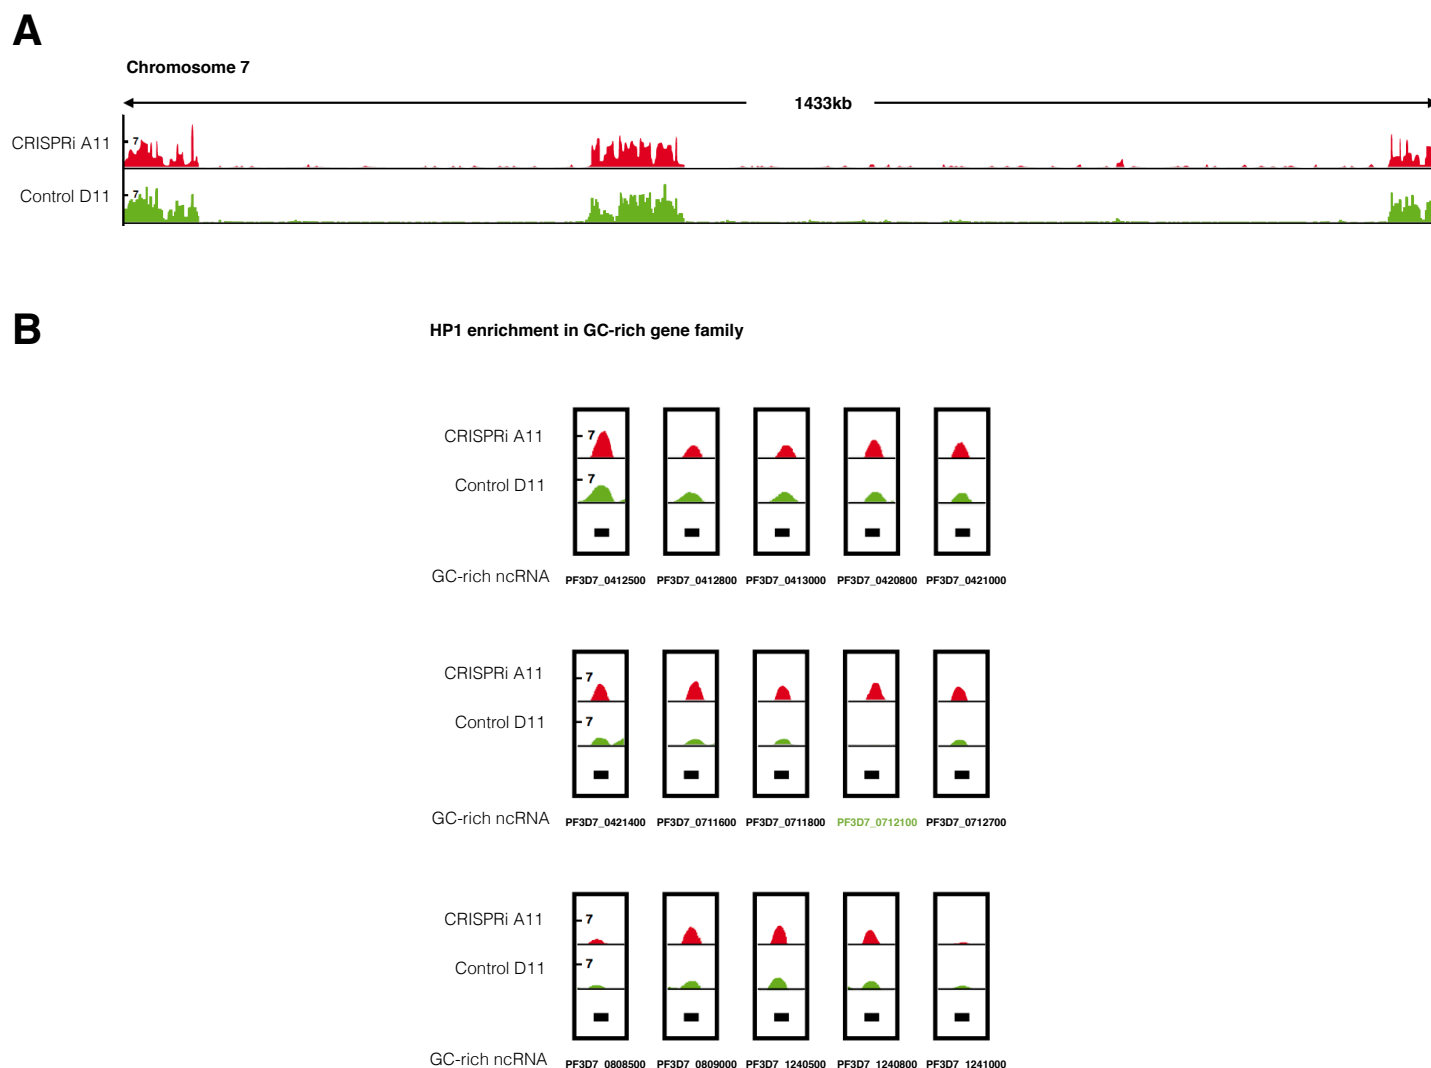 A
Chromosome 7
1433kb
CRISPRi A11
7
Control D11
7
B
HP1 enrichment in GC-rich gene family
CRISPRi A11
7
Control D11
7
GC-rich ncRNA PF3D7_0412500 PF3D7_0412800 PF3D7_0413000 PF3D7_0420800 PF3D7_0421000
CRISPRi A11
7
Control D11
7
GC-rich ncRNA PF3D7_0421400 PF3D7_0711600 PF3D7_0711800 PF3D7_0712100 PF3D7_0712700
CRISPRi A11
7
Control D11
7
GC-rich ncRNA PF3D7_0808500 PF3D7_0809000 PF3D7_1240500 PF3D7_1240800 PF3D7_1241000